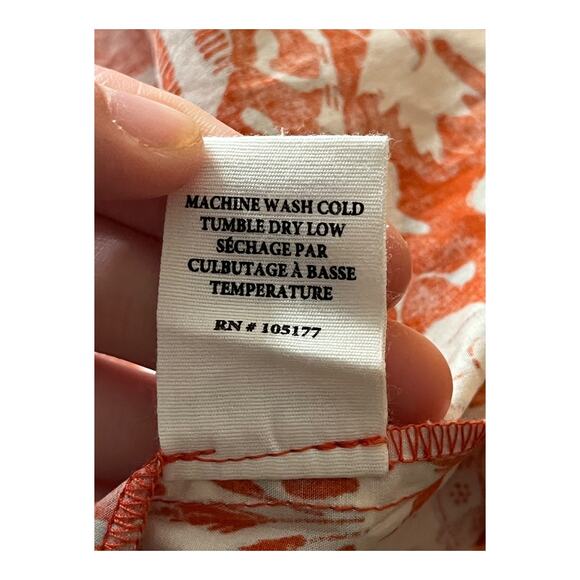 MACHINE WASH COLD
TUMBLE DRY LOW
SÉCHAGE PAR
CULBUTAGE À BASSE
TEMPERATURE
RN # 105177